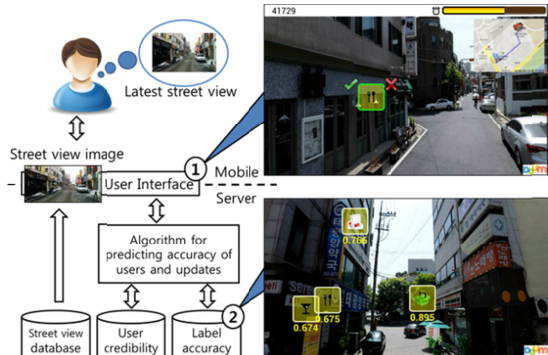 Latest street view
Street view image
User Interface
1
Mobile
Server
Algorithm for
predicting accuracy of
users and updates
2
Street view
database
User
credibility
Label
accuracy
41729
0.766
0.675
0.674
0.895